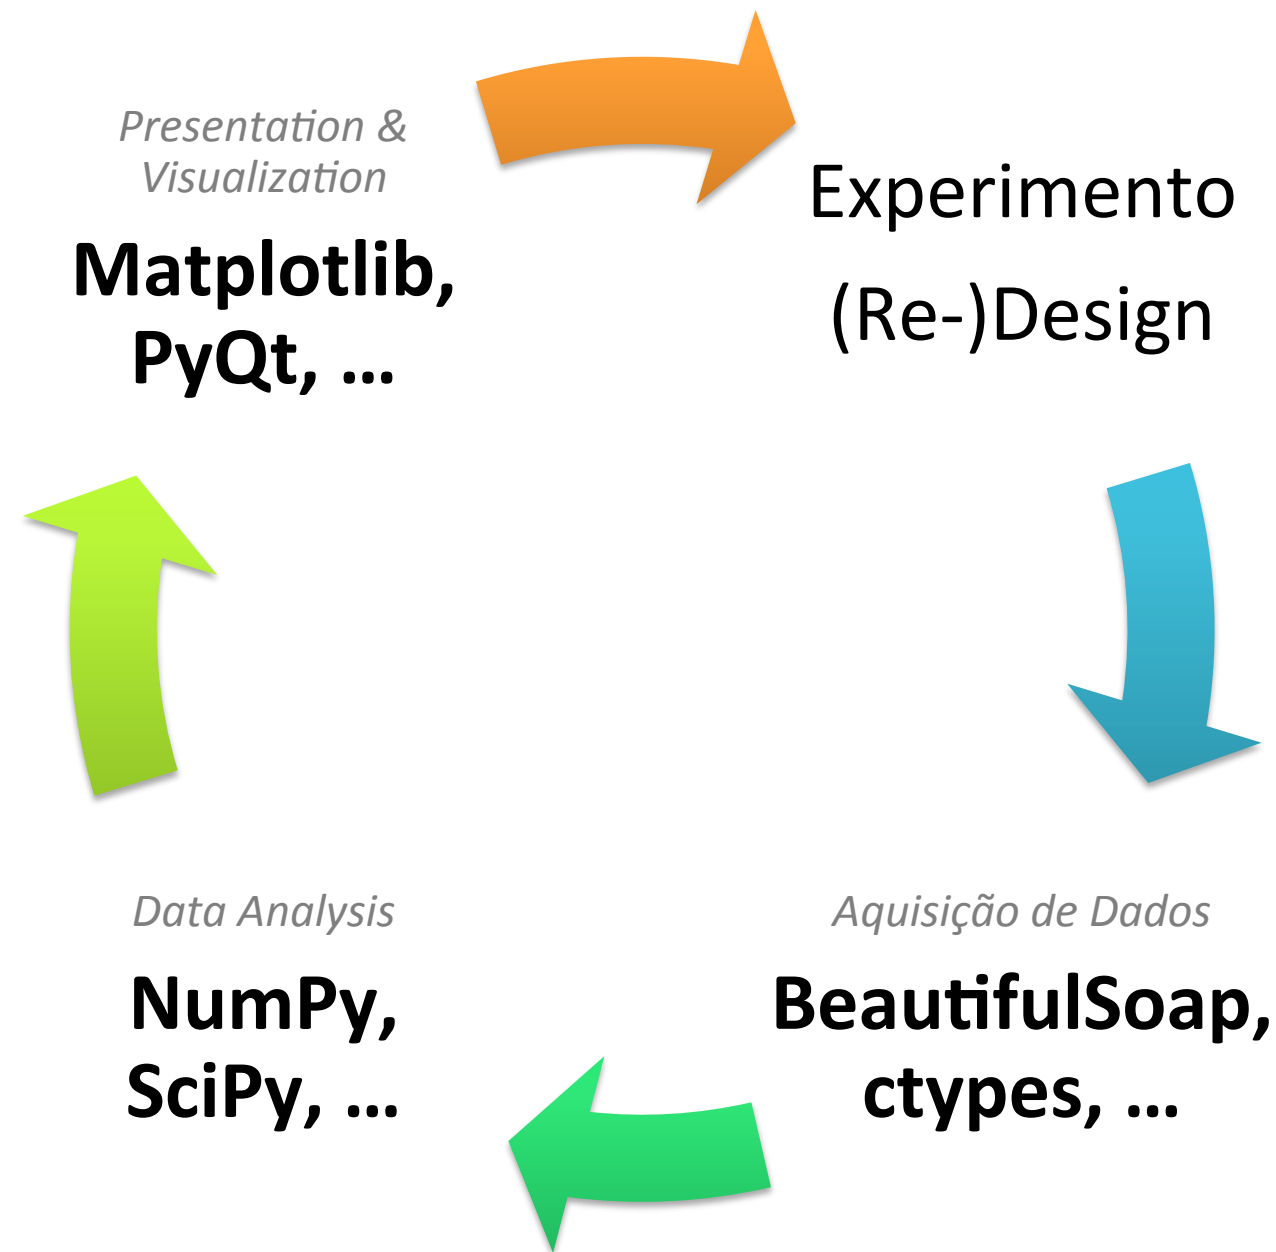 Presentation &
Visualization
Matplotlib,
PyQt, ...
Experimento
(Re-)Design
Data Analysis
NumPy,
SciPy, ...
Aquisição de Dados
BeautifulSoap,
ctypes, ...